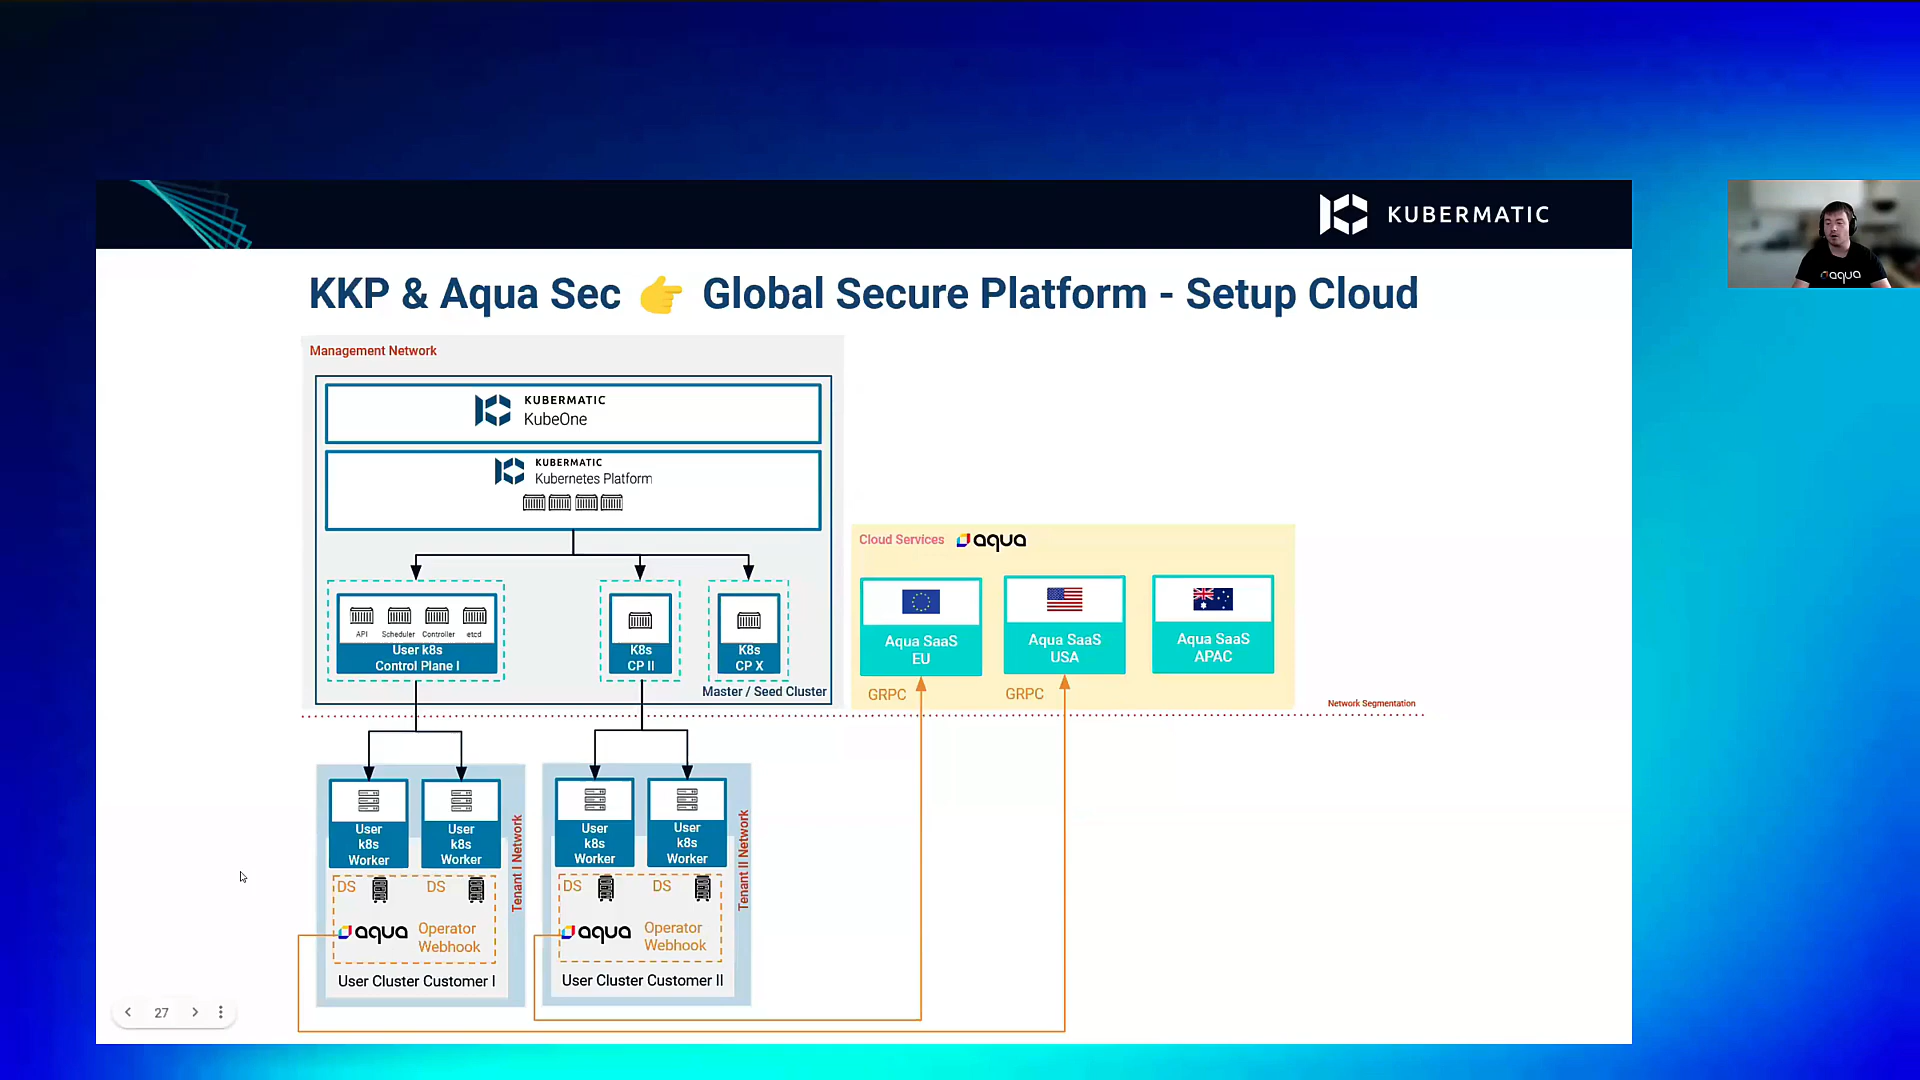 KUBERMATIC
aqua
KKP & Aqua Sec 👉 Global Secure Platform - Setup Cloud
Management Network
KUBERMATIC
KubeOne
KUBERMATIC
Kubernetes Platform
API Scheduler Controller etcd
User k8s
Control Plane I
K8s
CP II
K8s
CP X
Master / Seed Cluster
Cloud Services aqua
Aqua SaaS
EU
Aqua SaaS
USA
Aqua SaaS
APAC
GRPC
GRPC
Network Segmentation
User
k8s
Worker
User
k8s
Worker
Tenant I Network
DS
DS
aqua
Operator
Webhook
User Cluster Customer I
User
k8s
Worker
User
k8s
Worker
Tenant II Network
DS
DS
aqua
Operator
Webhook
User Cluster Customer II
27